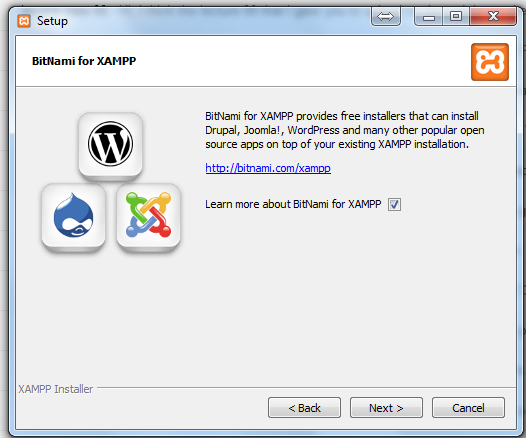 Setup
BitNami for XAMPP
BitNami for XAMPP provides free installers that can install
Drupal, Joomla!, WordPress and many other popular open
source apps on top of your existing XAMPP installation.
http://bitnami.com/xampp
Learn more about BitNami for XAMPP
XAMPP Installer
< Back
Next >
Cancel